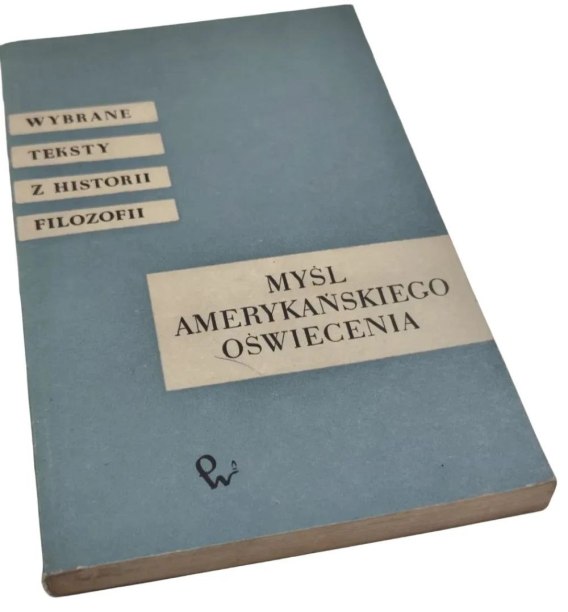 WYBRANE
TEKSTY
Z HISTORII
FILOZOFII
MYŚL
AMERYKAŃSKIEGO
OŚWIECENIA